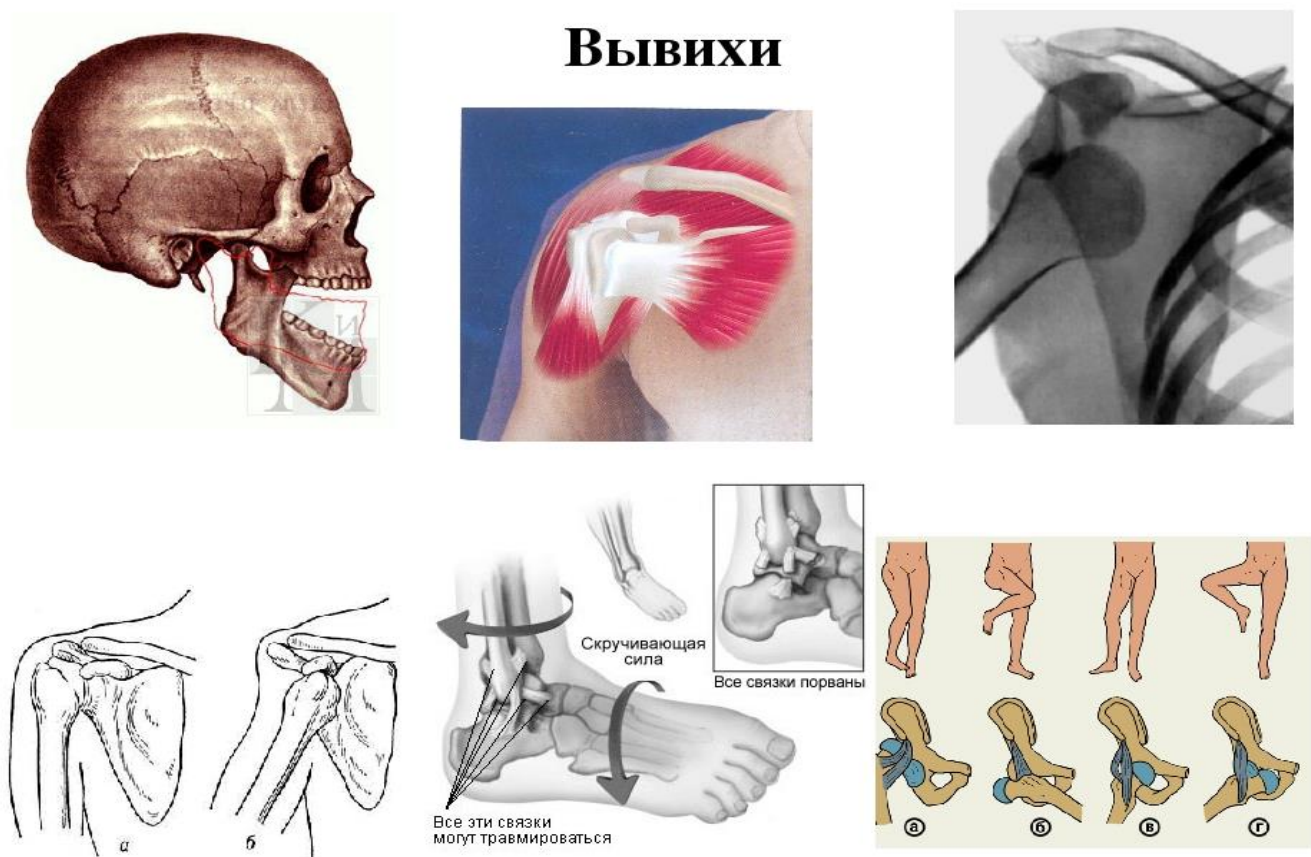 Вывихи
К
И
М
Скручивающая
сила
Все связки порваны
Все эти связки
могут травмироваться
а
б
а
б
в
г